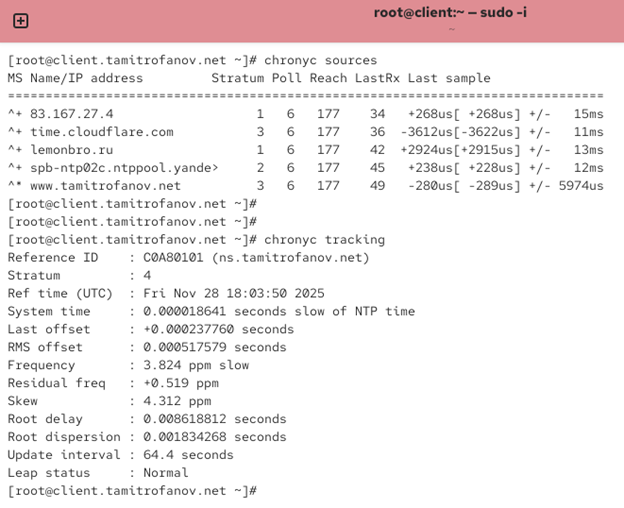 root@client:~ — sudo -i
~
[root@client.tamitrofanov.net ~]# chronyc sources
MS Name/IP address         Stratum Poll Reach LastRx Last sample
===============================================================================
^+ 83.167.27.4                   1   6   177    34   +268us[ +268us] +/-   15ms
^+ time.cloudflare.com           3   6   177    36  -3612us[-3622us] +/-   11ms
^+ lemonbro.ru                   1   6   177    42  +2924us[+2915us] +/-   13ms
^+ spb-ntp02c.ntppool.yande>     2   6   177    45   +238us[ +228us] +/-   12ms
^* www.tamitrofanov.net          3   6   177    49   -280us[ -289us] +/- 5974us
[root@client.tamitrofanov.net ~]#
[root@client.tamitrofanov.net ~]#
[root@client.tamitrofanov.net ~]# chronyc tracking
Reference ID    : C0A80101 (ns.tamitrofanov.net)
Stratum         : 4
Ref time (UTC)  : Fri Nov 28 18:03:50 2025
System time     : 0.000018641 seconds slow of NTP time
Last offset     : +0.000237760 seconds
RMS offset      : 0.000517579 seconds
Frequency       : 3.824 ppm slow
Residual freq   : +0.519 ppm
Skew            : 4.312 ppm
Root delay      : 0.008618812 seconds
Root dispersion : 0.001834268 seconds
Update interval : 64.4 seconds
Leap status     : Normal
[root@client.tamitrofanov.net ~]#